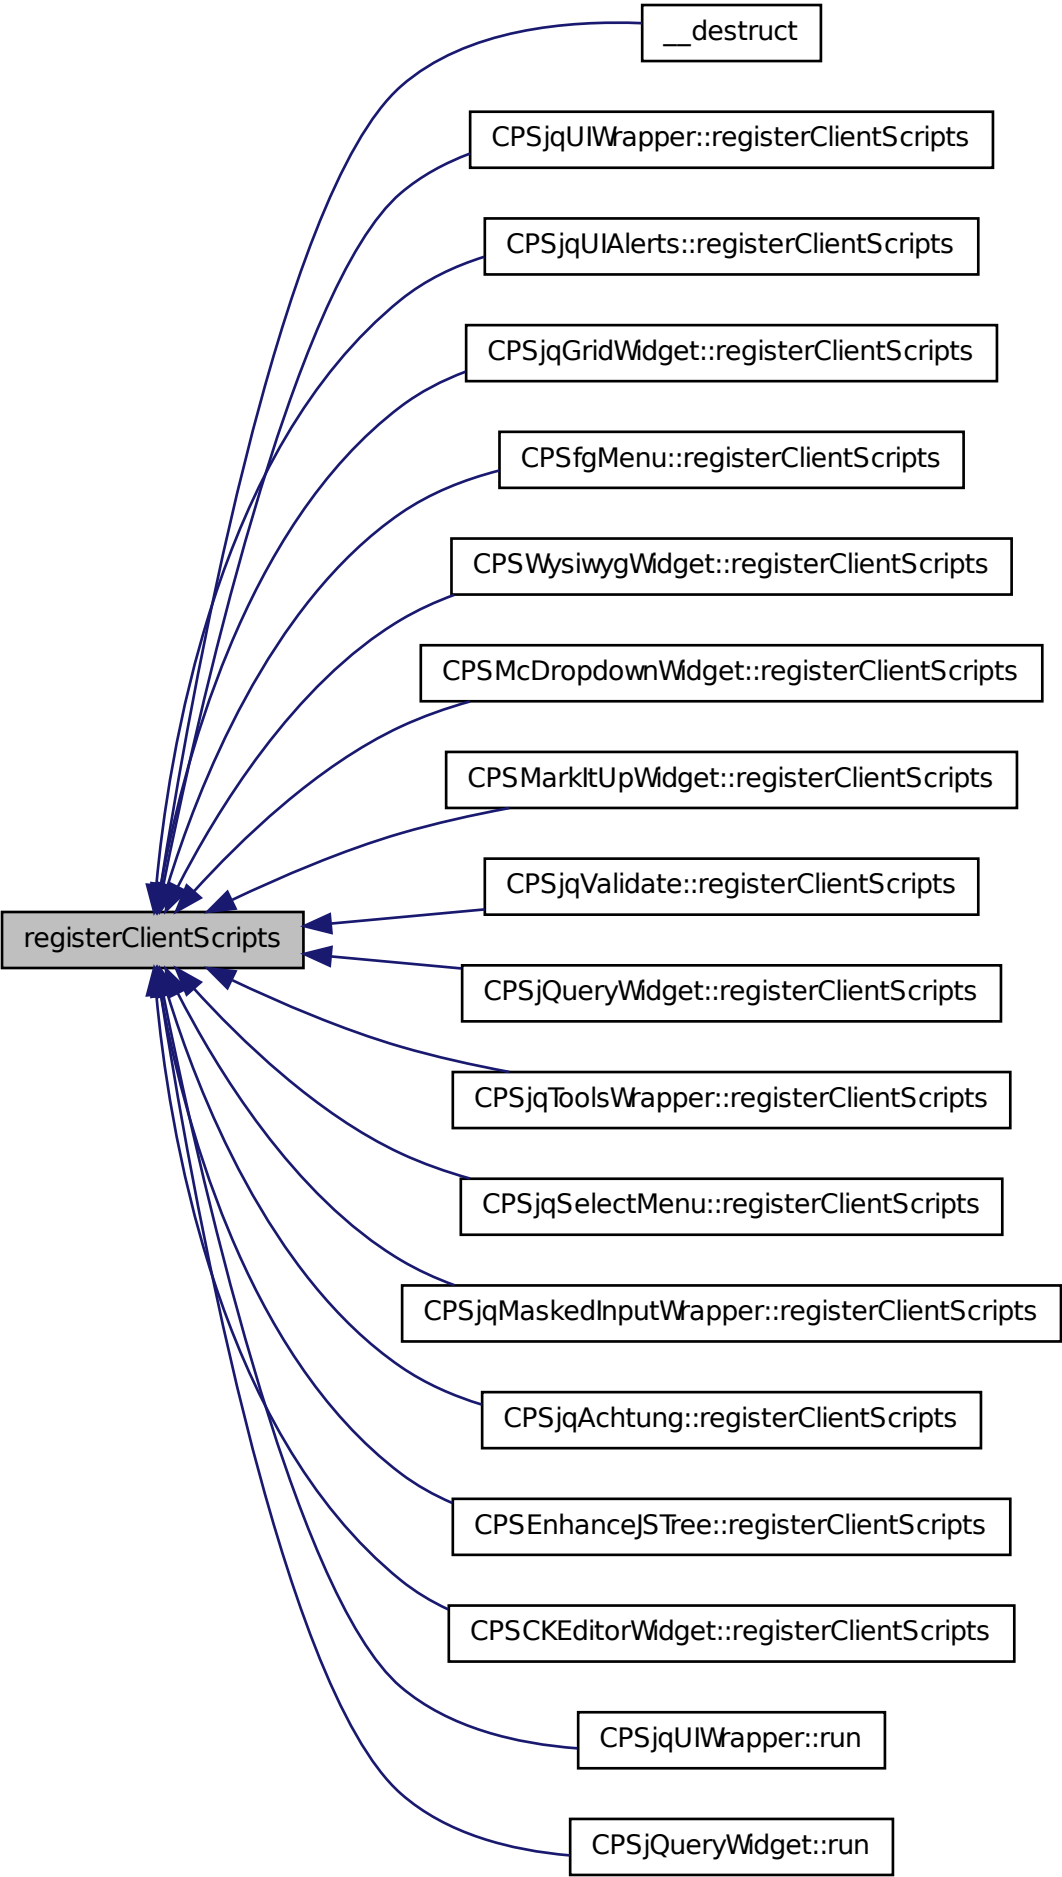 __destruct
CPSjqUIWrapper::registerClientScripts
CPSjqUIAlerts::registerClientScripts
CPSjqGridWidget::registerClientScripts
CPSfgMenu::registerClientScripts
CPSWysiwygWidget::registerClientScripts
CPSMcDropdownWidget::registerClientScripts
CPSMarkItUpWidget::registerClientScripts
CPSjqValidate::registerClientScripts
registerClientScripts
CPSjQueryWidget::registerClientScripts
CPSjqToolsWrapper::registerClientScripts
CPSjqSelectMenu::registerClientScripts
CPSjqMaskedInputWrapper::registerClientScripts
CPSjqAchtung::registerClientScripts
CPSEnhanceJSTree::registerClientScripts
CPSCKEditorWidget::registerClientScripts
CPSjqUIWrapper::run
CPSjQueryWidget::run